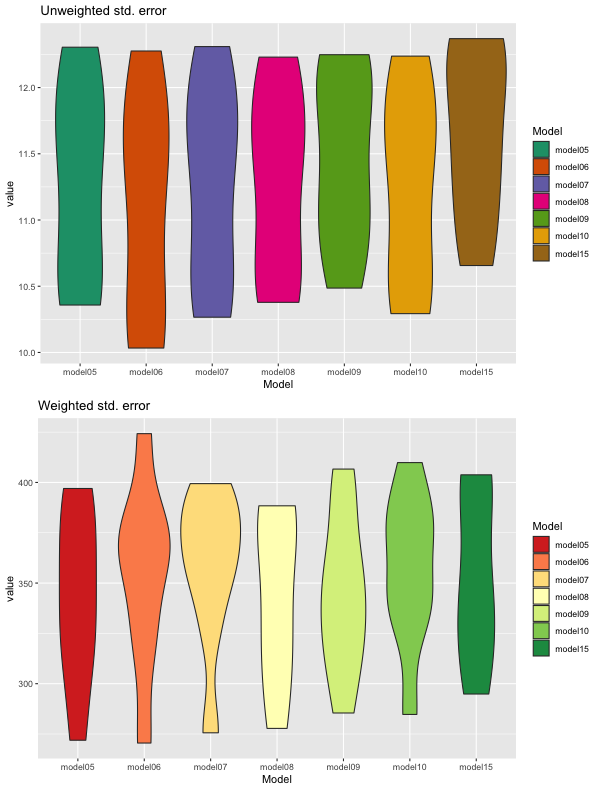 Unweighted std. error
value
12.0
11.5
11.0
10.5
10.0
model05 model06 model07 model08 model09 model10 model15
Model
Model
model05
model06
model07
model08
model09
model10
model15
Weighted std. error
value
400
350
300
model05 model06 model07 model08 model09 model10 model15
Model
Model
model05
model06
model07
model08
model09
model10
model15